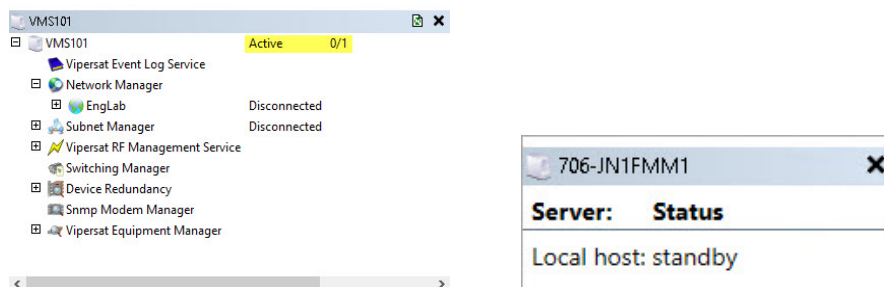 VMS101
VMS101 Active 0/1
Vipersat Event Log Service
Network Manager
EngLab Disconnected
Subnet Manager Disconnected
Vipersat RF Management Service
Switching Manager
Device Redundancy
Snmp Modem Manager
Vipersat Equipment Manager
706-JN1FMM1
Server: Status
Local host: standby